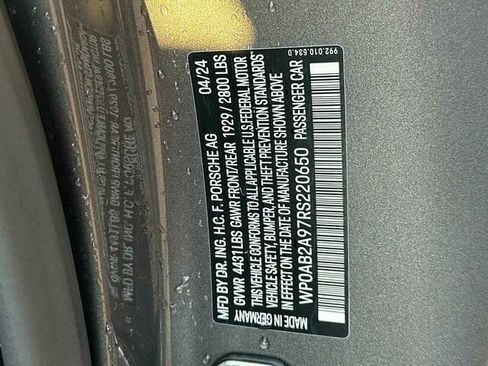 MFD BY DR. ING. H.C. F. PORSCHE AG 04/24
GVWR 4431 LBS GAWR FRONT/REAR 1929 / 2800 LBS
THIS VEHICLE CONFORMS TO ALL APPLICABLE U.S. FEDERAL MOTOR
VEHICLE SAFETY, BUMPER, AND THEFT PREVENTION STANDARDS
IN EFFECT ON THE DATE OF MANUFACTURE SHOWN ABOVE
WP0AB2A97RS220650 PASSENGER CAR
MADE IN GERMANY 992.010.534.0